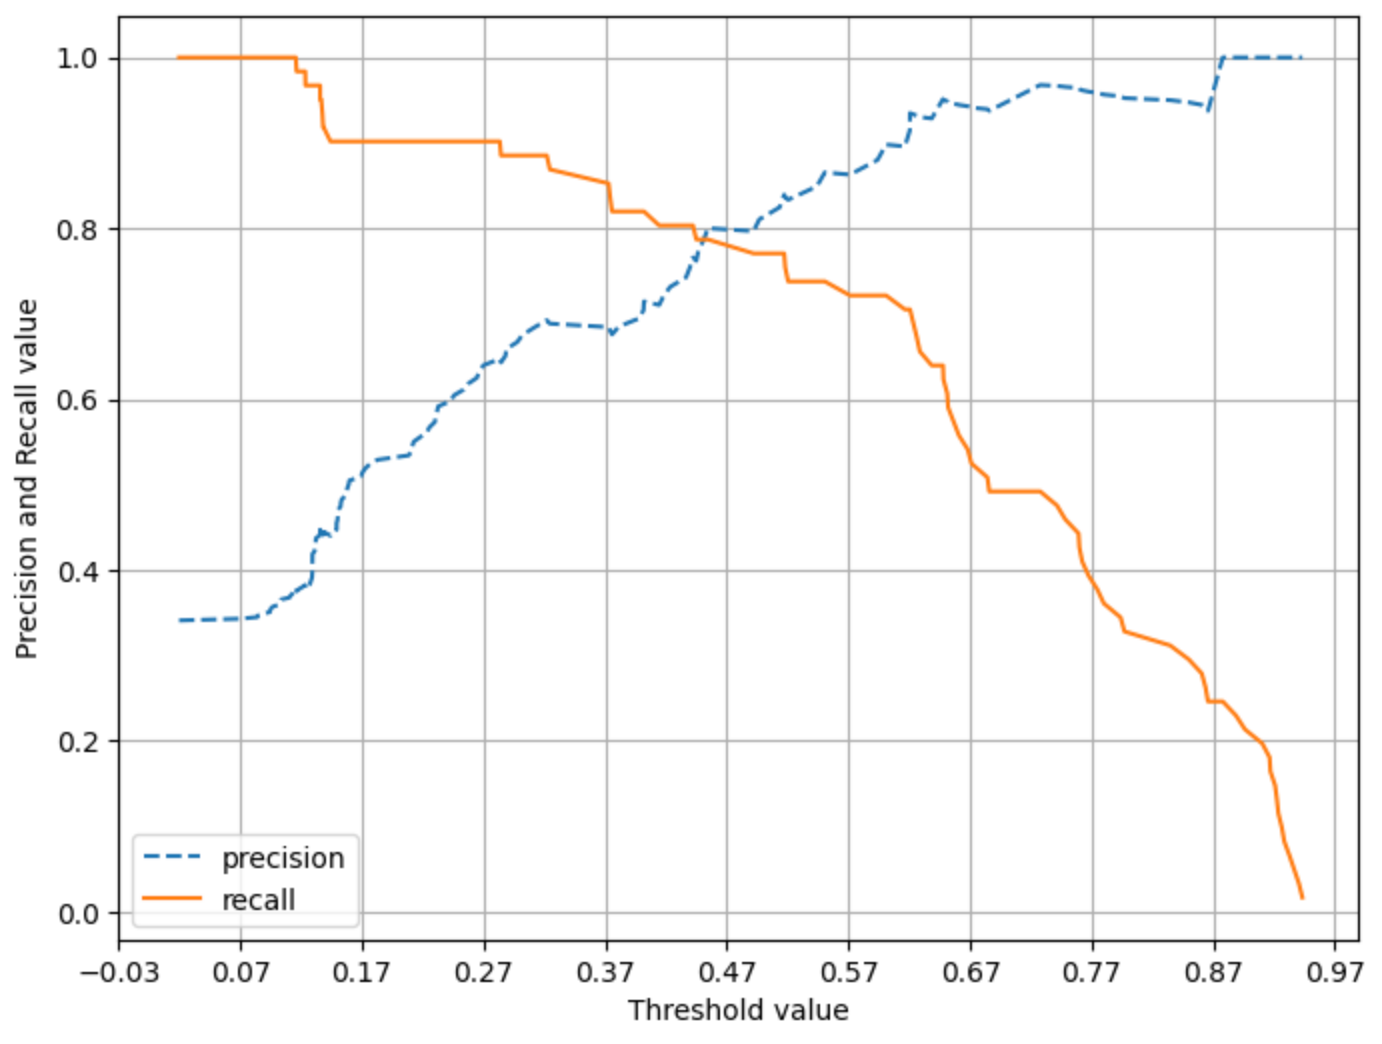 Precision and Recall value
1.0
0.8
0.6
0.4
0.2
0.0
precision
recall
−0.03 0.07 0.17 0.27 0.37 0.47 0.57 0.67 0.77 0.87 0.97
Threshold value